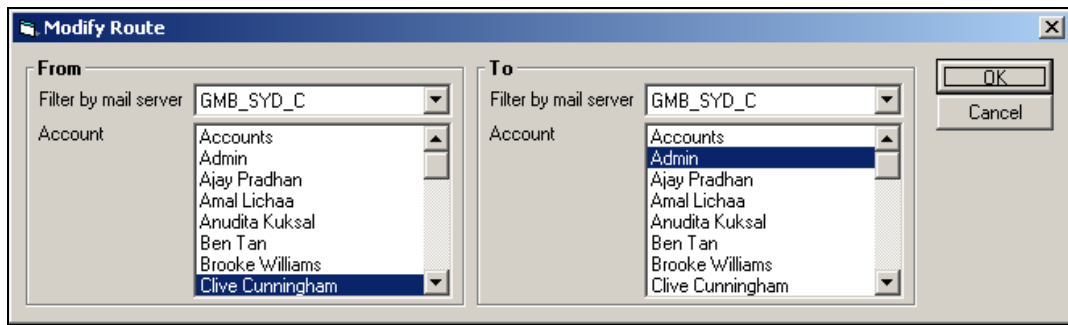 Modify Route
From
Filter by mail server GMB_SYD_C
Account
Accounts
Admin
Ajay Pradhan
Amal Lichaa
Anudita Kuksal
Ben Tan
Brooke Williams
Clive Cunningham
To
Filter by mail server GMB_SYD_C
Account
Accounts
Admin
Ajay Pradhan
Amal Lichaa
Anudita Kuksal
Ben Tan
Brooke Williams
Clive Cunningham
OK
Cancel